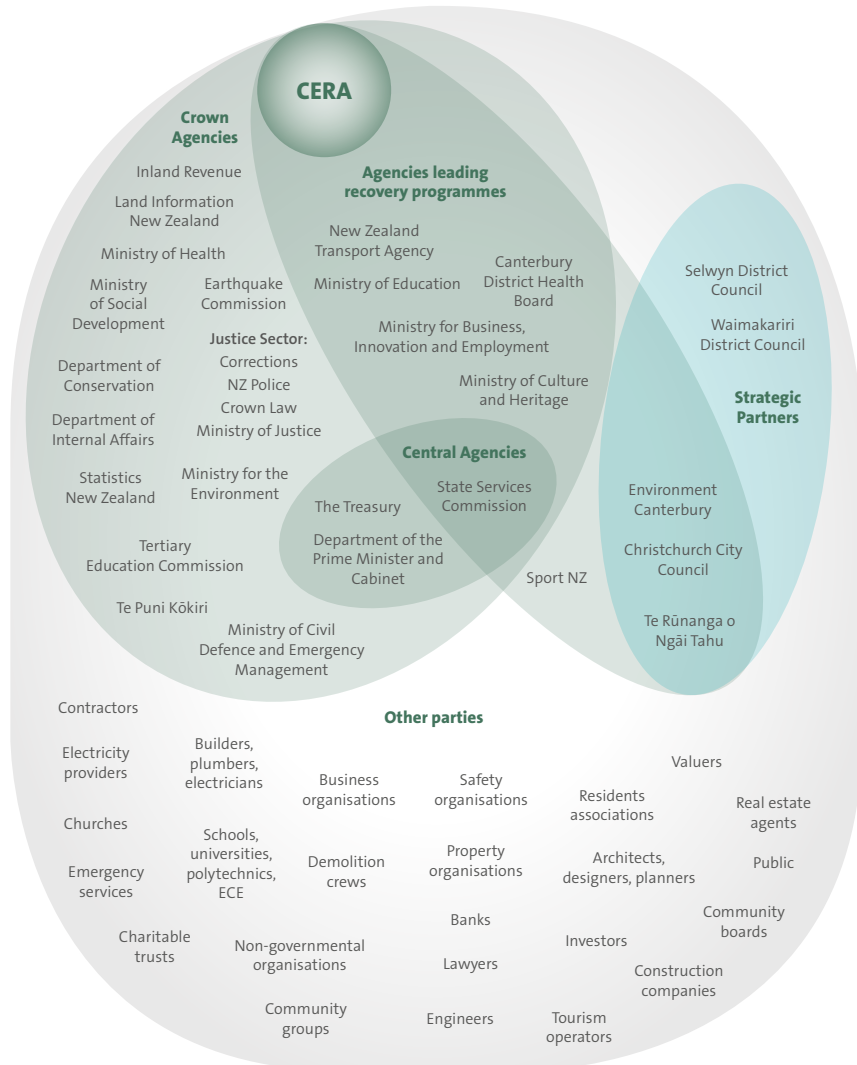 CERA
Crown
Agencies
Inland Revenue
Land Information
New Zealand
Ministry of Health
Ministry
of Social
Development
Earthquake
Commission
Justice Sector:
Corrections
NZ Police
Crown Law
Ministry of Justice
Department of
Conservation
Department of
Internal Affairs
Statistics
New Zealand
Ministry for the
Environment
Tertiary
Education Commission
Te Puni Kōkiri
Ministry of Civil
Defence and Emergency
Management
Agencies leading
recovery programmes
New Zealand
Transport Agency
Ministry of Education
Canterbury
District Health
Board
Ministry for Business,
Innovation and Employment
Ministry of Culture
and Heritage
Central Agencies
State Services
Commission
The Treasury
Department of the
Prime Minister and
Cabinet
Sport NZ
Selwyn District
Council
Waimakariri
District Council
Strategic
Partners
Environment
Canterbury
Christchurch City
Council
Te Rūnanga o
Ngāi Tahu
Other parties
Contractors
Electricity
providers
Builders,
plumbers,
electricians
Business
organisations
Safety
organisations
Residents
associations
Valuers
Real estate
agents
Churches
Schools,
universities,
polytechnics,
ECE
Emergency
services
Demolition
crews
Property
organisations
Architects,
designers, planners
Public
Charitable
trusts
Non-governmental
organisations
Banks
Lawyers
Investors
Community
boards
Construction
companies
Community
groups
Engineers
Tourism
operators